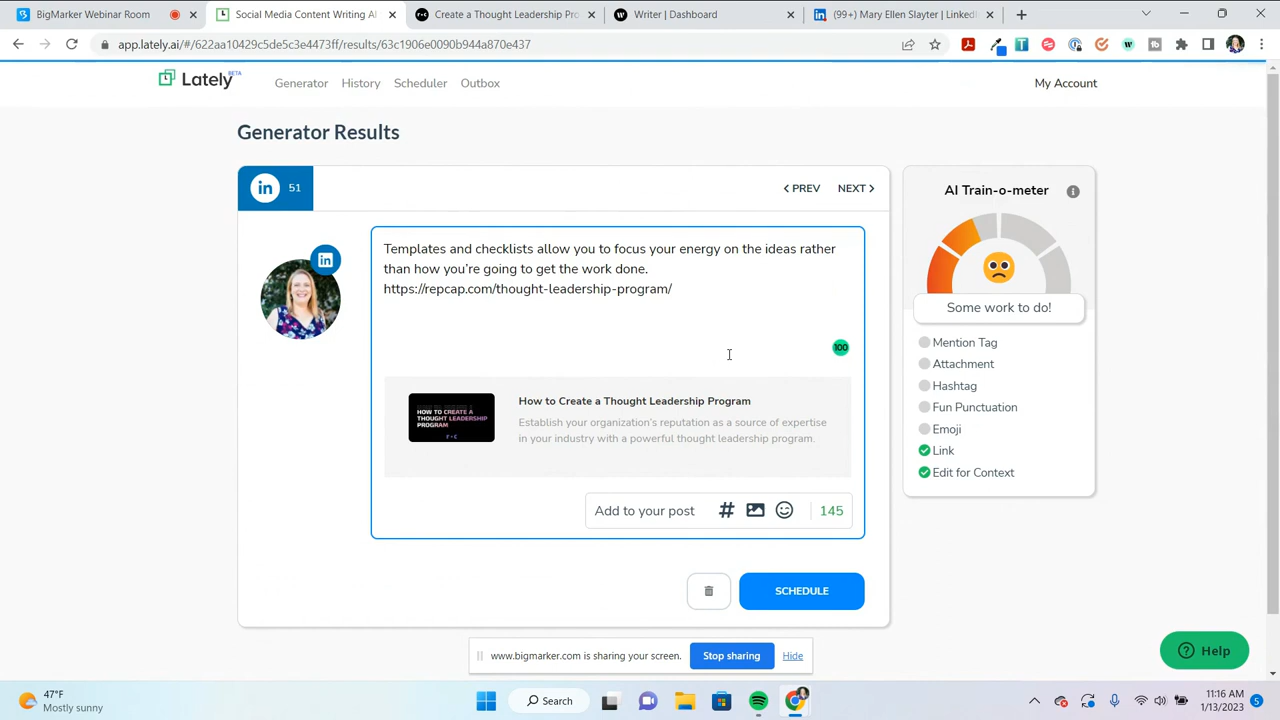 BigMarker Webinar Room
Social Media Content Writing AI
Create a Thought Leadership Pro
Writer | Dashboard
(99+) Mary Ellen Slayter | Linked
app.lately.ai/#/622aa10429c5de5c3e4473ff/results/63c1906e009be944a870e437
Lately BETA
Generator
History
Scheduler
Outbox
My Account
Generator Results
in 51
PREV
NEXT
AI Train-o-meter
Templates and checklists allow you to focus your energy on the ideas rather
than how you're going to get the work done.
https://repcap.com/thought-leadership-program/
100
HOW TO CREATE A
THOUGHT LEADERSHIP
PROGRAM
How to Create a Thought Leadership Program
Establish your organization's reputation as a source of expertise
in your industry with a powerful thought leadership program.
Add to your post
# 145
Some work to do!
Mention Tag
Attachment
Hashtag
Fun Punctuation
Emoji
Link
Edit for Context
SCHEDULE
www.bigmarker.com is sharing your screen.
Stop sharing
Hide
Help
47°F
Mostly sunny
Search
11:16 AM
1/13/2023
5